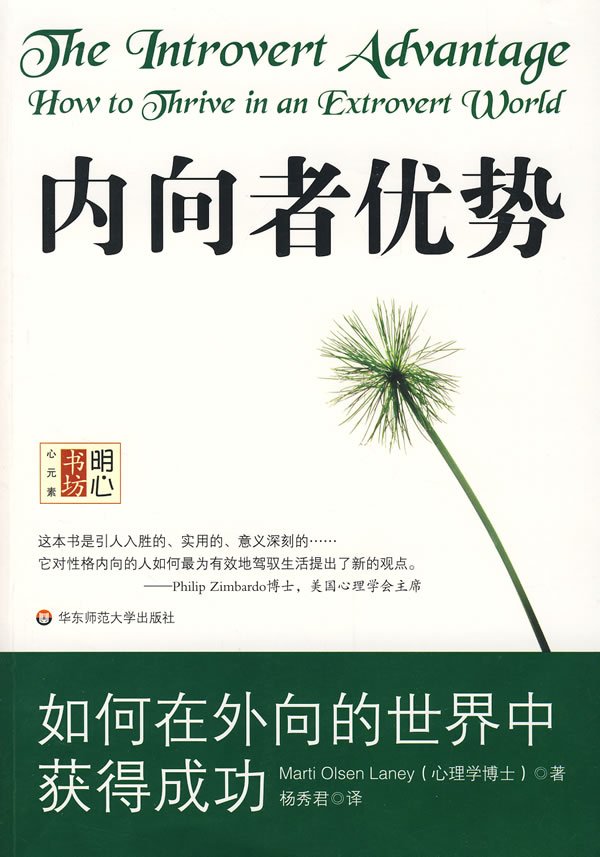 The Introvert Advantage
How to Thrive in an Extrovert World
内向者优势
心元素
书坊
明心
这本书是引人入胜的、实用的、意义深刻的……
它对性格内向的人如何最为有效地驾驭生活提出了新的观点。
——Philip Zimbardo博士，美国心理学会主席
华东师范大学出版社
如何在外向的世界中
获得成功
Marti Olsen Laney（心理学博士）◎著
杨秀君◎译